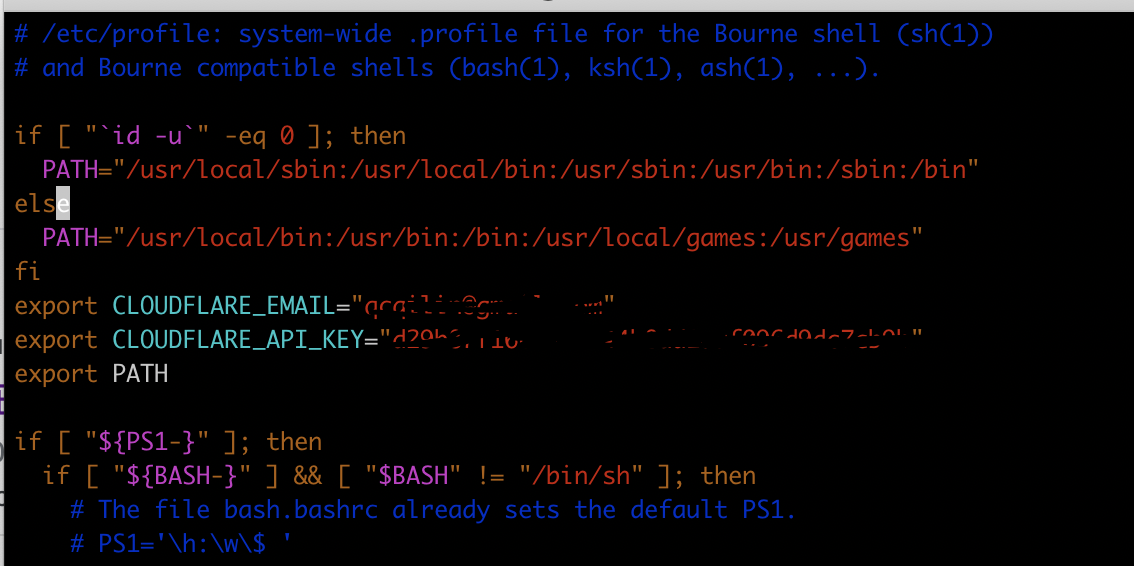 # /etc/profile: system-wide .profile file for the Bourne shell (sh(1))
# and Bourne compatible shells (bash(1), ksh(1), ash(1), ...).
if [ "`id -u`" -eq 0 ]; then
PATH="/usr/local/sbin:/usr/local/bin:/usr/sbin:/usr/bin:/sbin:/bin"
else
PATH="/usr/local/bin:/usr/bin:/bin:/usr/local/games:/usr/games"
fi
export CLOUDFLARE_EMAIL="
export CLOUDFLARE_API_KEY="
export PATH
if [ "${PS1-}" ]; then
if [ "${BASH-}" ] && [ "$BASH" != "/bin/sh" ]; then
# The file bash.bashrc already sets the default PS1.
# PS1='\h:\w\$ '